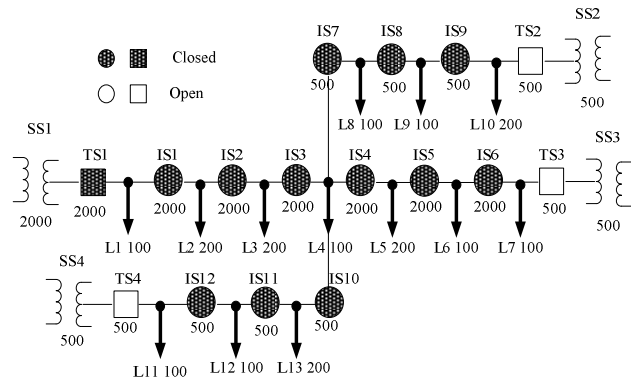 IS7 IS8 IS9 TS2 SS2
Closed
Open
500 500 500 500 500
L8 100 L9 100 L10 200
SS1 TS1 IS1 IS2 IS3 IS4 IS5 IS6 TS3 SS3
2000 2000 2000 2000 2000 2000 2000 2000 500 500
L1 100 L2 200 L3 200 L4 100 L5 200 L6 100 L7 100
SS4 TS4 IS12 IS11 IS10
500 500 500 500 500
L11 100 L12 100 L13 200